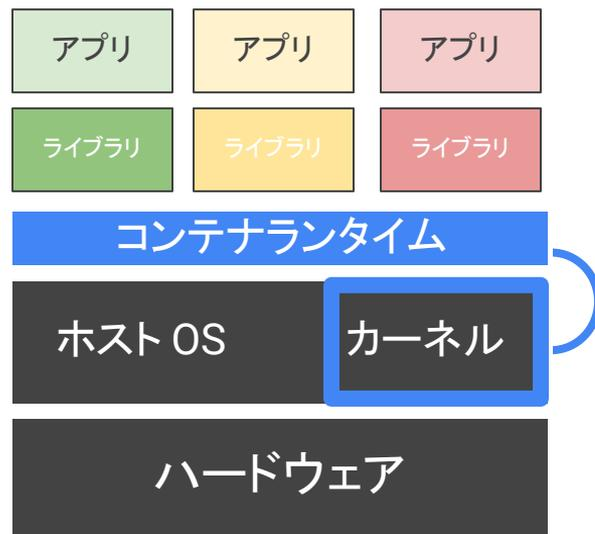 アプリ アプリ アプリ
ライブラリ ライブラリ ライブラリ
コンテナランタイム
ホスト OS カーネル
ハードウェア